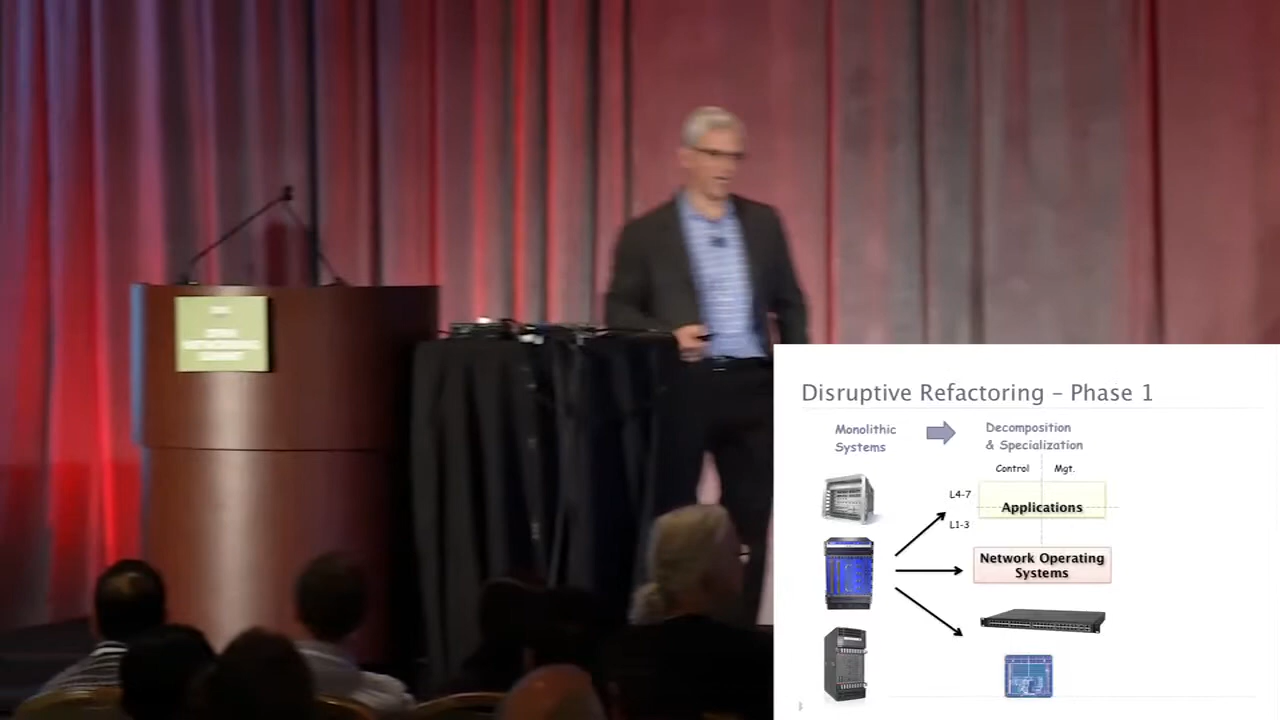 Disruptive Refactoring – Phase 1
Monolithic
Systems
Decomposition
& Specialization
Control
Mgt.
L4-7
Applications
L1-3
Network Operating
Systems